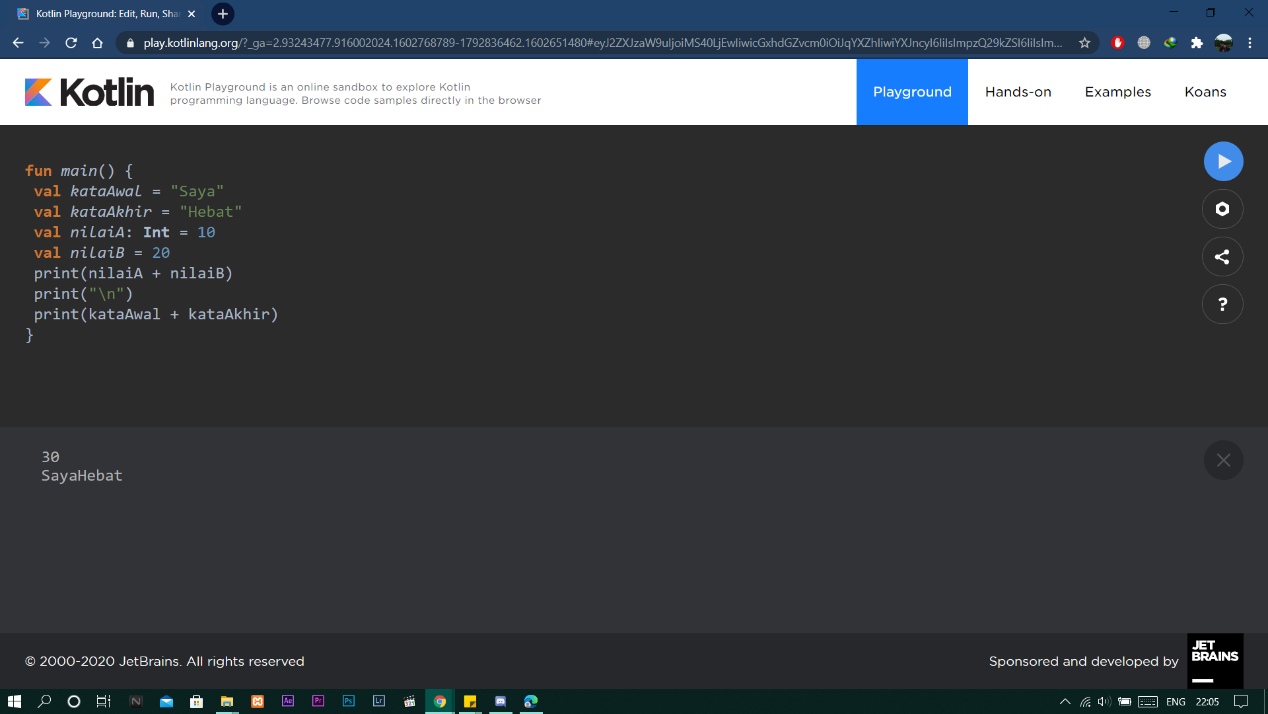 Kotlin Playground: Edit, Run, Sha
play.kotlinlang.org/?_ga=2.93243477.916002024.1602768789-1792836462.1602651480#
Kotlin
Kotlin Playground is an online sandbox to explore Kotlin
programming language. Browse code samples directly in the browser
Playground
Hands-on
Examples
Koans
fun main() {
val kataAwal = "Saya"
val kataAkhir = "Hebat"
val nilaiA: Int = 10
val nilaiB = 20
print(nilaiA + nilaiB)
print("\n")
print(kataAwal + kataAkhir)
}
?
30
SayaHebat
© 2000-2020 JetBrains. All rights reserved
Sponsored and developed by
JET
BRAINS
N
Ae
Pr
Ps
Lr
ENG
22:05